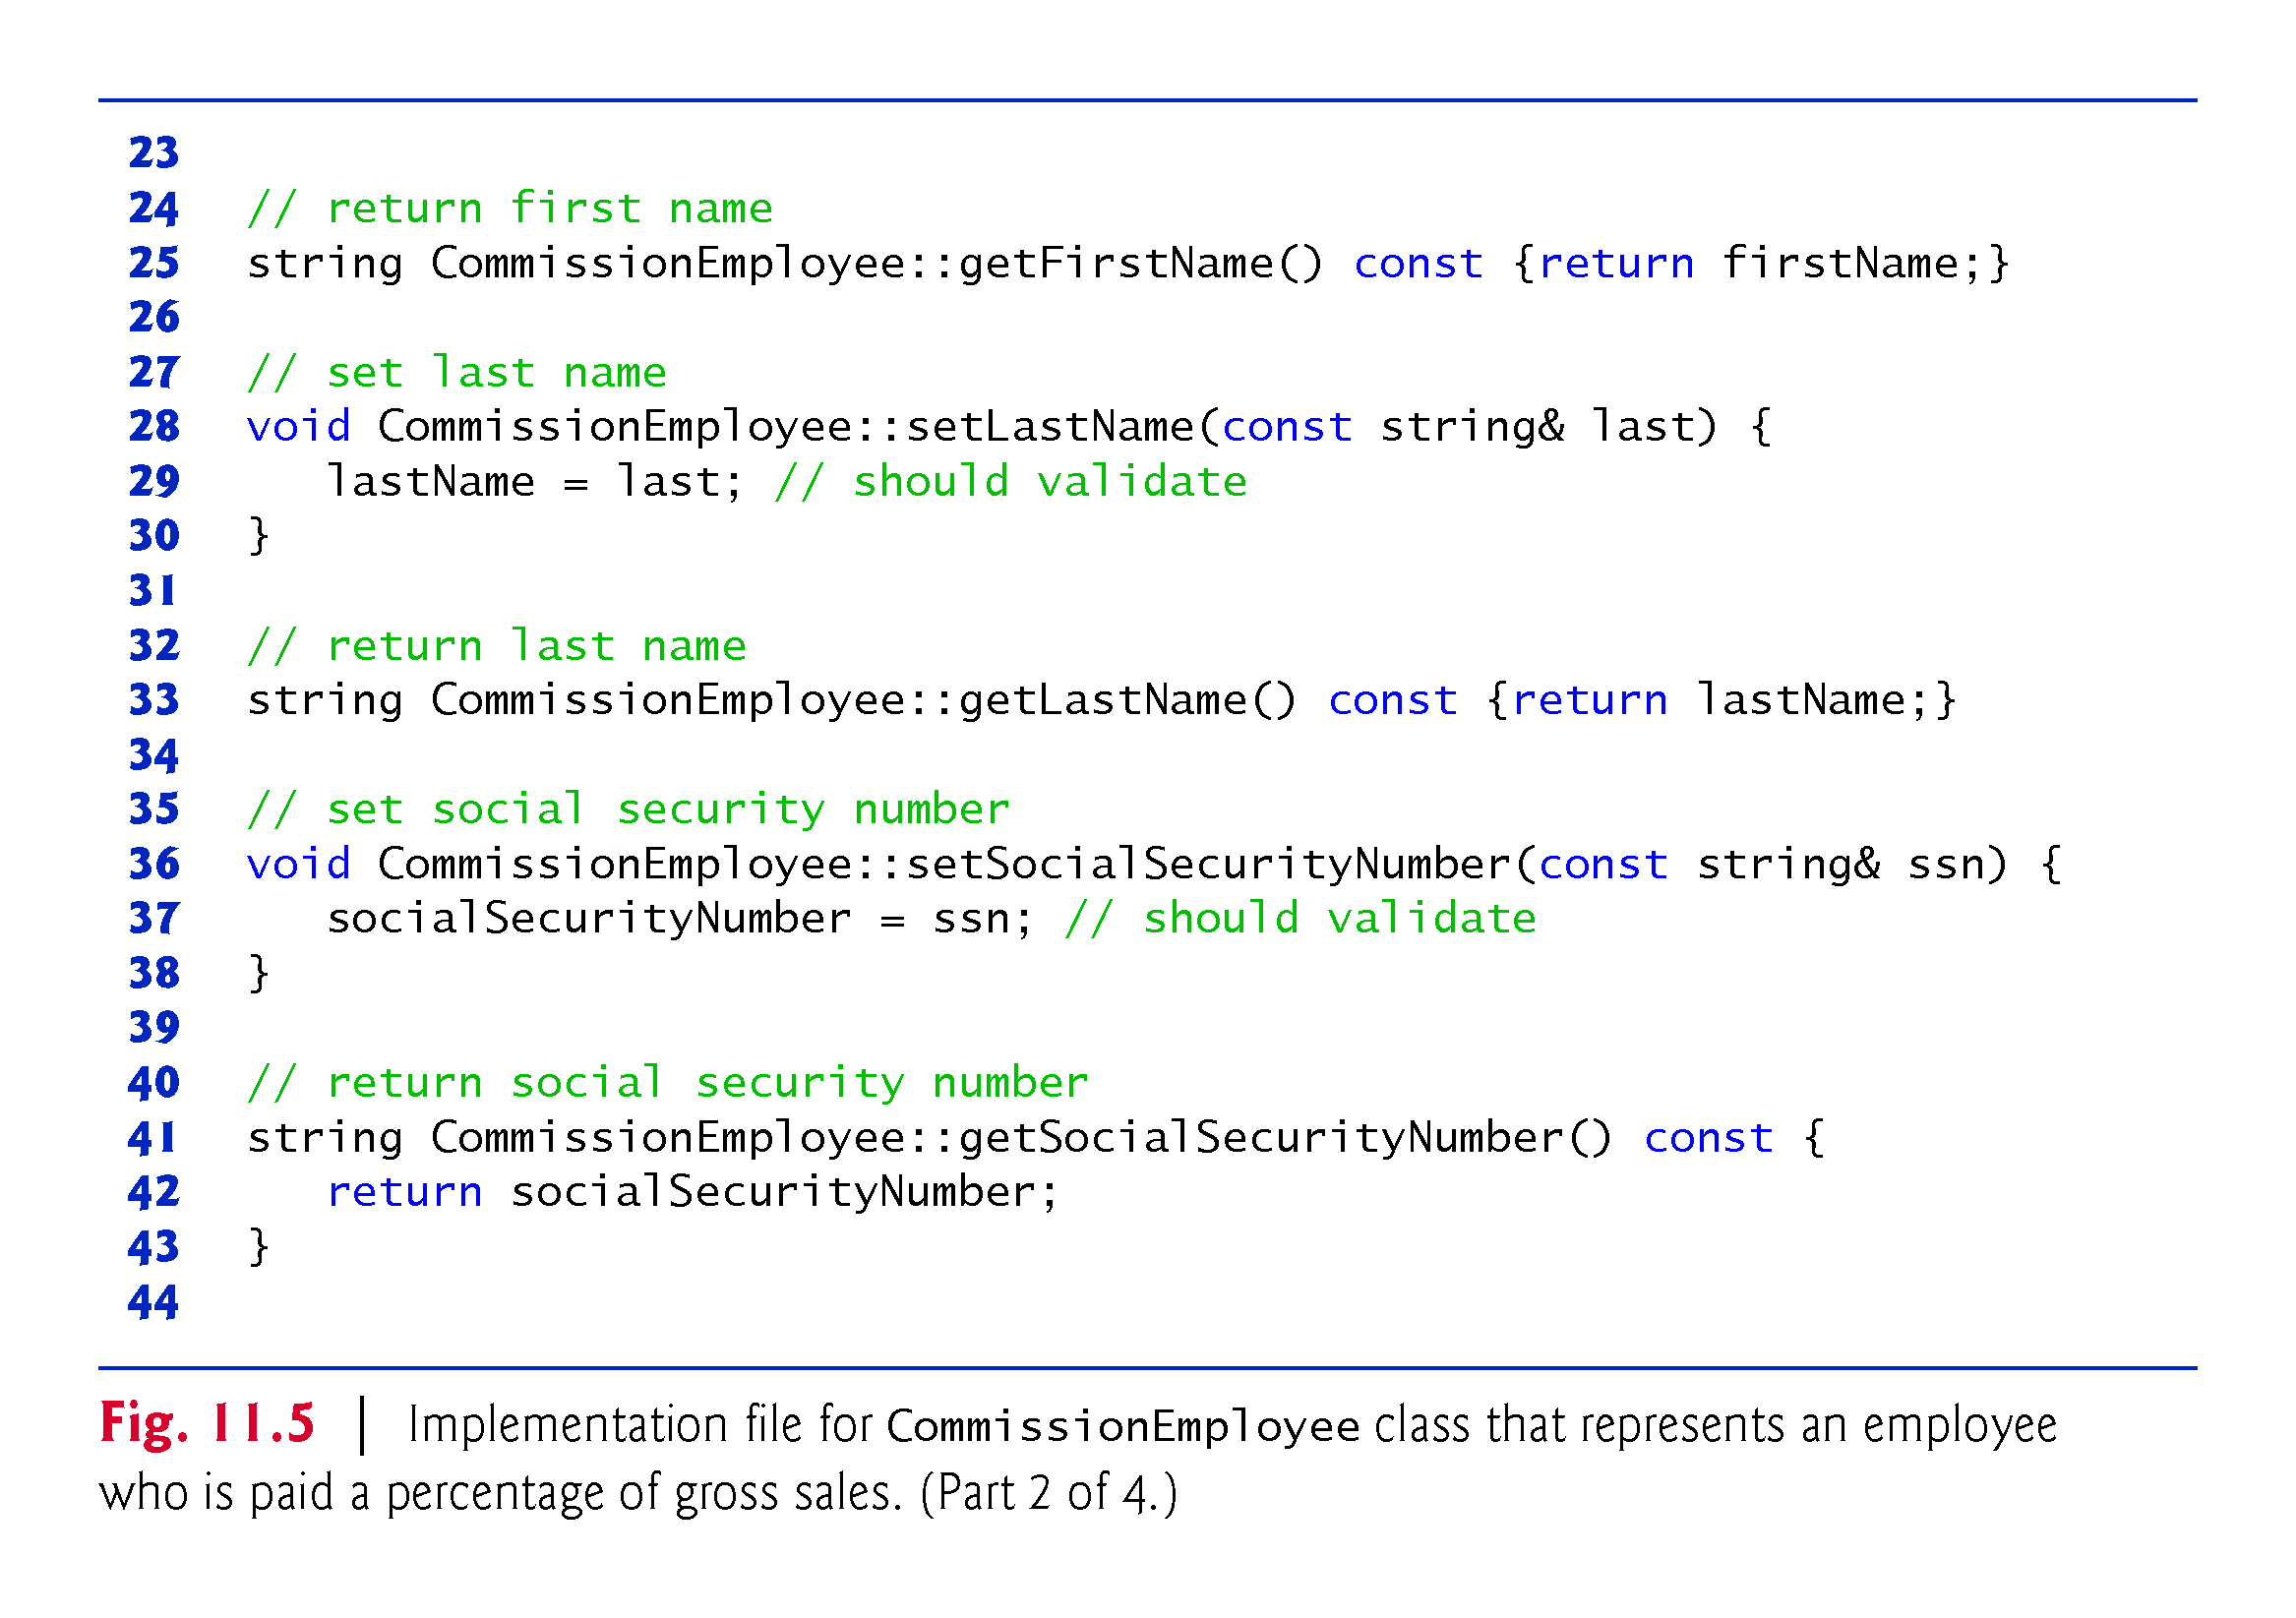 23
24 // return first name
25 string CommissionEmployee::getFirstName() const {return firstName;}
26
27 // set last name
28 void CommissionEmployee::setLastName(const string& last) {
29    lastName = last; // should validate
30 }
31
32 // return last name
33 string CommissionEmployee::getLastName() const {return lastName;}
34
35 // set social security number
36 void CommissionEmployee::setSocialSecurityNumber(const string& ssn) {
37    socialSecurityNumber = ssn; // should validate
38 }
39
40 // return social security number
41 string CommissionEmployee::getSocialSecurityNumber() const {
42    return socialSecurityNumber;
43 }
44
Fig. 11.5 | Implementation file for CommissionEmployee class that represents an employee
who is paid a percentage of gross sales. (Part 2 of 4.)